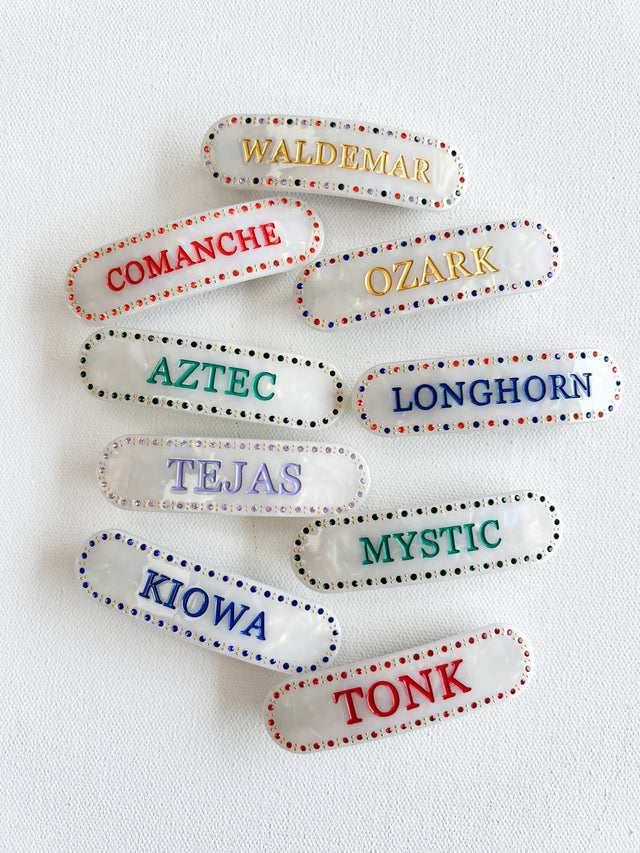 WALDEMAR
COMANCHE
OZARK
AZTEC
LONGHORN
TEJAS
MYSTIC
KIOWA
TONK